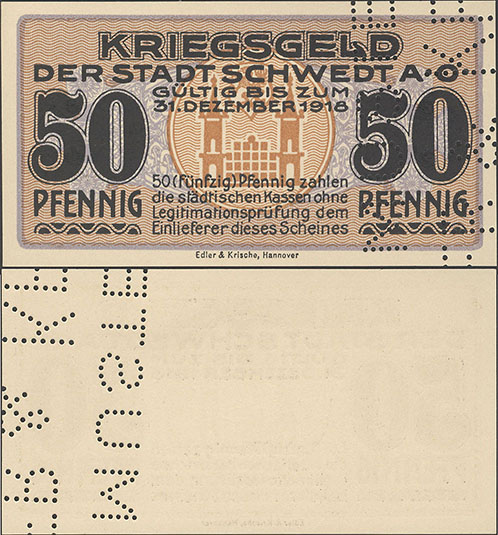 KRIEGSGELD
DER STADT SCHWEDT A·O
GÜLTIG BIS ZUM
31. DEZEMBER 1918
50
PFENNIG
50
PFENNIG
50 (fünfzig) Pfennig zahlen
die städtischen Kassen ohne
Legitimationsprüfung dem
Einlieferer dieses Scheines
Edler & Krische, Hannover